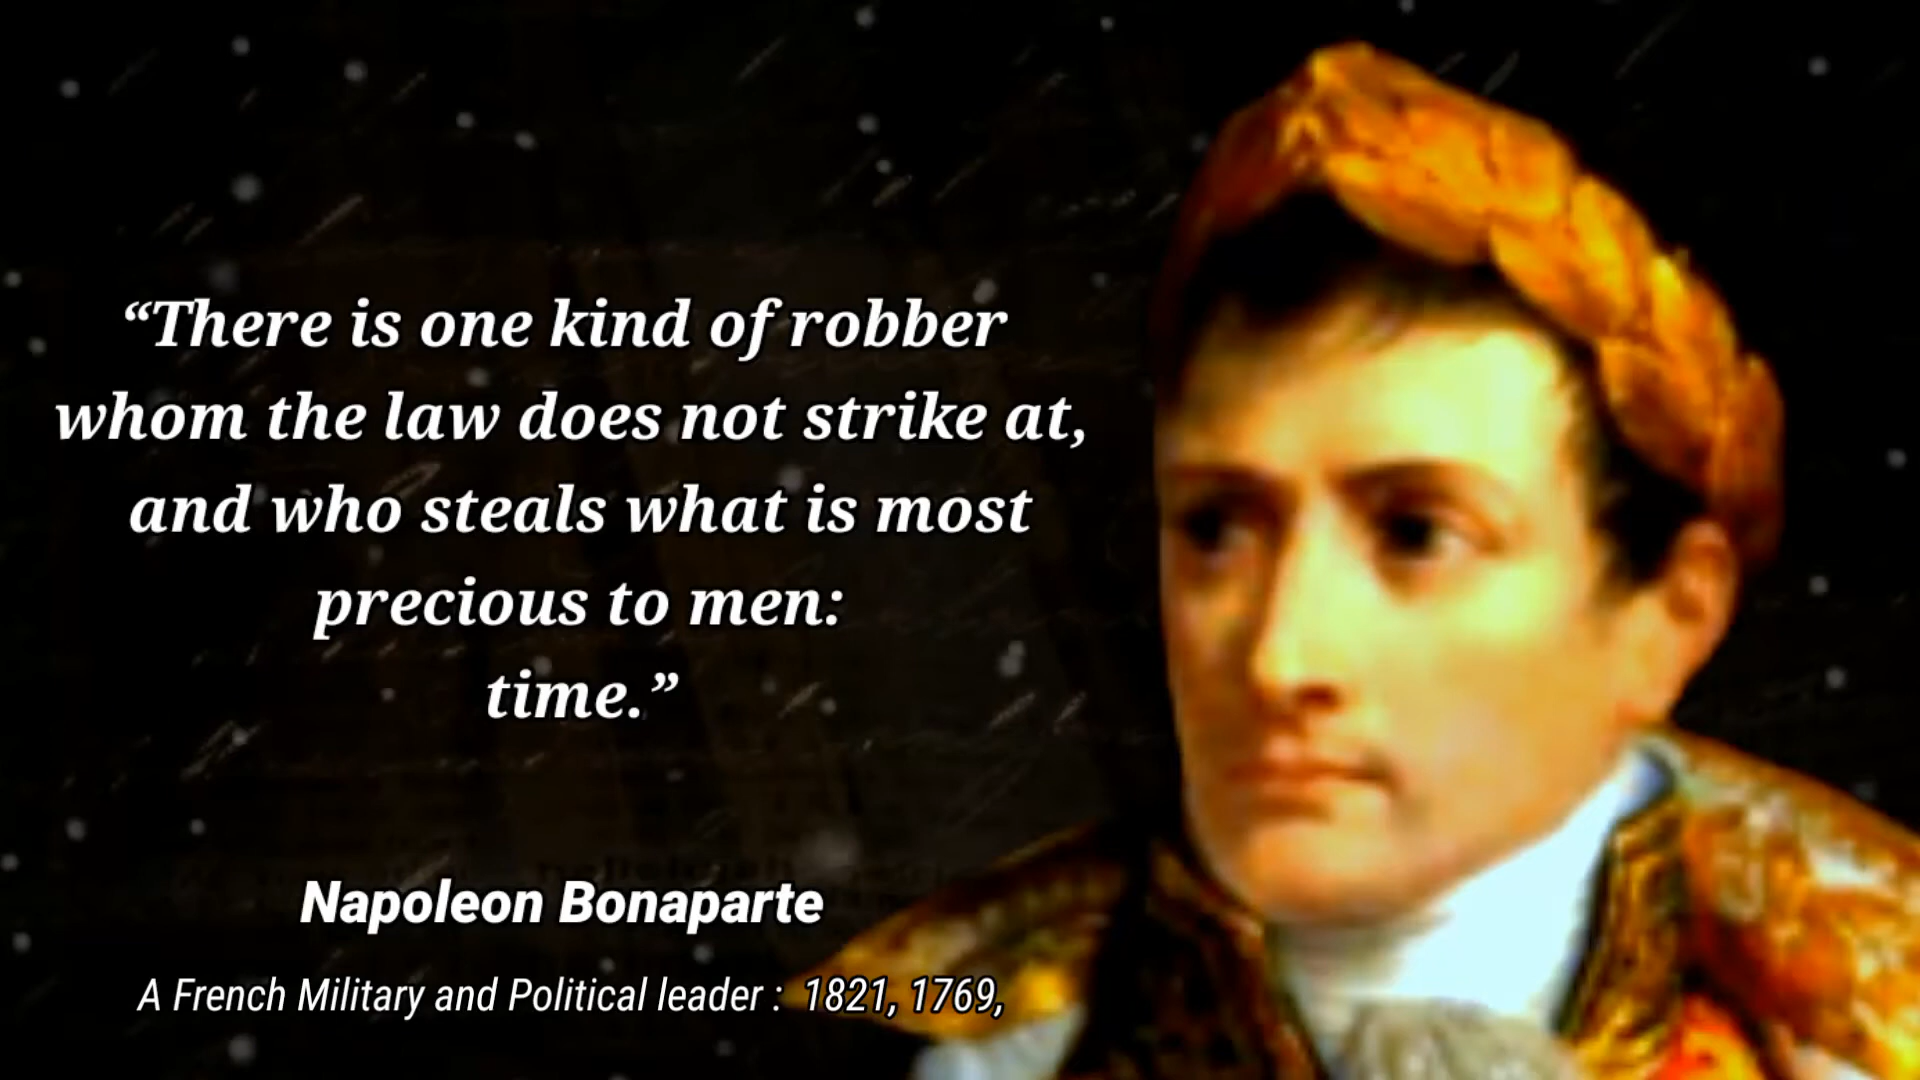 “There is one kind of robber
whom the law does not strike at,
and who steals what is most
precious to men:
time.”
Napoleon Bonaparte
A French Military and Political leader : 1821, 1769,